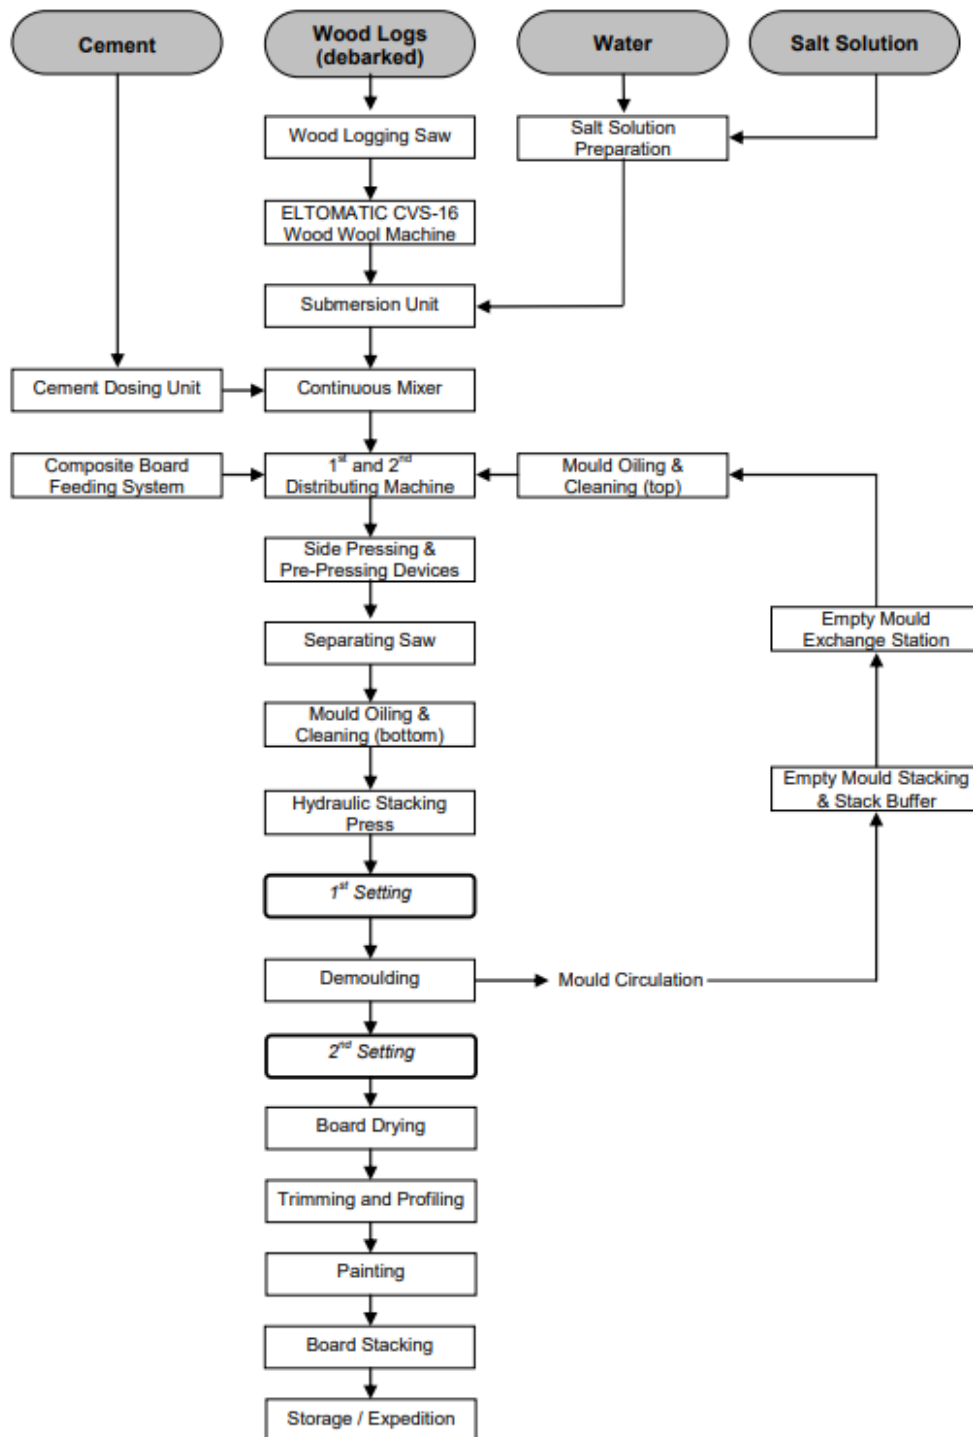 Cement
Wood Logs
(debarked)
Water
Salt Solution
Wood Logging Saw
Salt Solution
Preparation
ELTOMATIC CVS-16
Wood Wool Machine
Submersion Unit
Cement Dosing Unit
Continuous Mixer
Composite Board
Feeding System
1st and 2nd
Distributing Machine
Mould Oiling &
Cleaning (top)
Side Pressing &
Pre-Pressing Devices
Separating Saw
Empty Mould
Exchange Station
Mould Oiling &
Cleaning (bottom)
Hydraulic Stacking
Press
Empty Mould Stacking
& Stack Buffer
1st Setting
Demoulding
Mould Circulation
2nd Setting
Board Drying
Trimming and Profiling
Painting
Board Stacking
Storage / Expedition